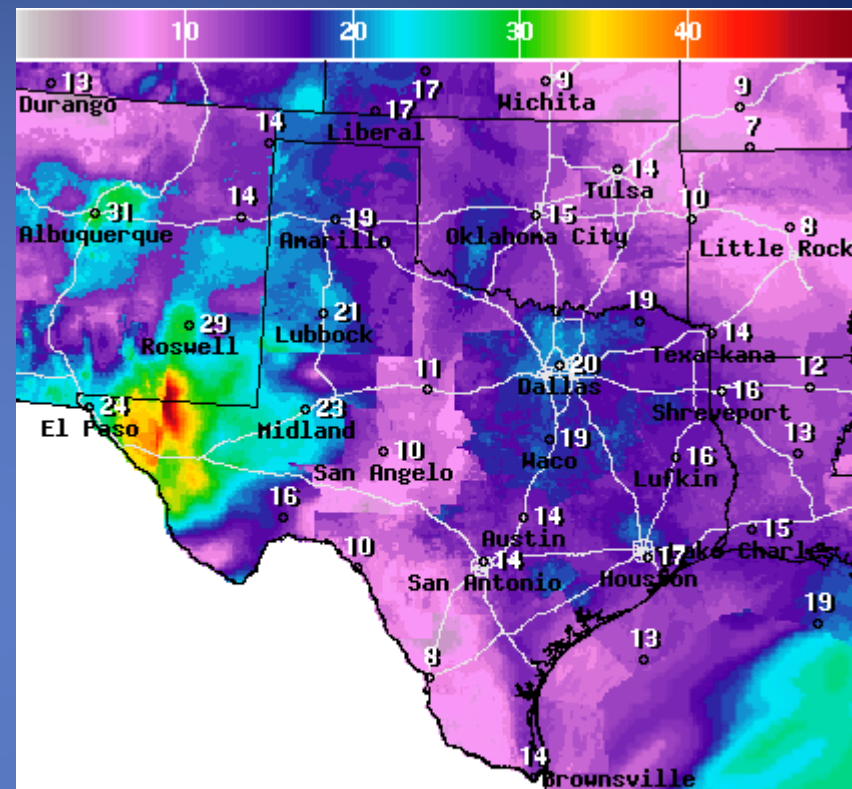 10 20 30 40
13
Durango
17
9
Wichita
9
17
Liberal
14
7
14
Tulsa
31
Albuquerque
14
19
Amarillo
15
Oklahoma City
10
8
Little Rock
29
Roswell
21
Lubbock
19
14
Texarkana
20
Dallas
11
16
Shreveport
12
24
El Paso
23
Midland
10
San Angelo
19
Waco
16
Lufkin
13
16
14
Austin
15
Lake Charles
10
14
San Antonio
17
Houston
19
13
8
14
Brownsville